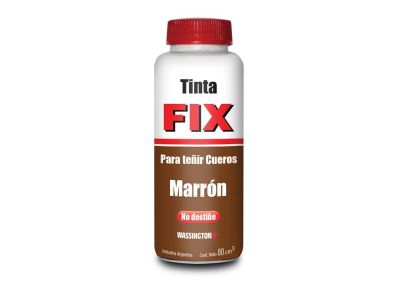 Tinta
FIX
Para teñir Cueros
Marrón
No destiñe
WASSINGTON
Industria Argentina Cont. neto 80 cm³